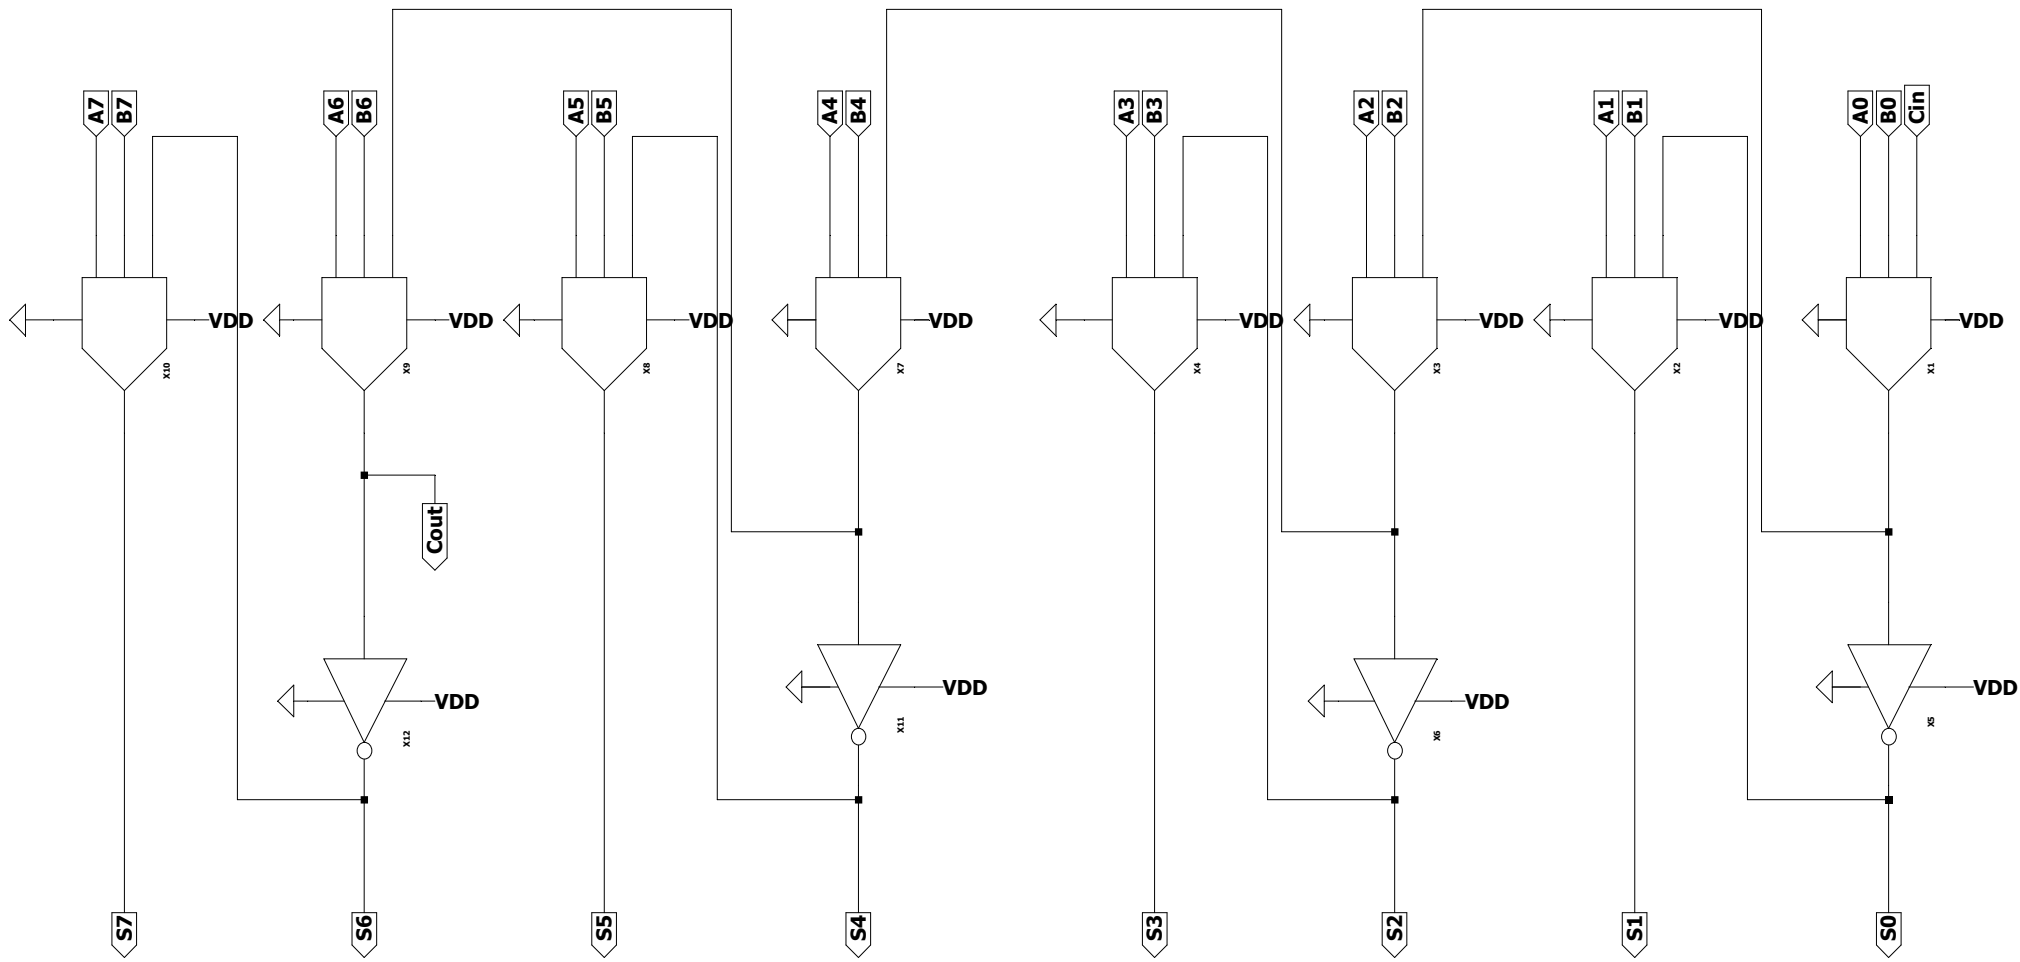 A7 B7 A6 B6 A5 B5 A4 B4 A3 B3 A2 B2 A1 B1 A0 B0 Cin
VDD VDD VDD VDD VDD VDD VDD VDD
X10 X9 X8 X7 X4 X3 X2 X1
Cout
VDD VDD VDD VDD
X12 X11 X6 X5
S7 S6 S5 S4 S3 S2 S1 S0